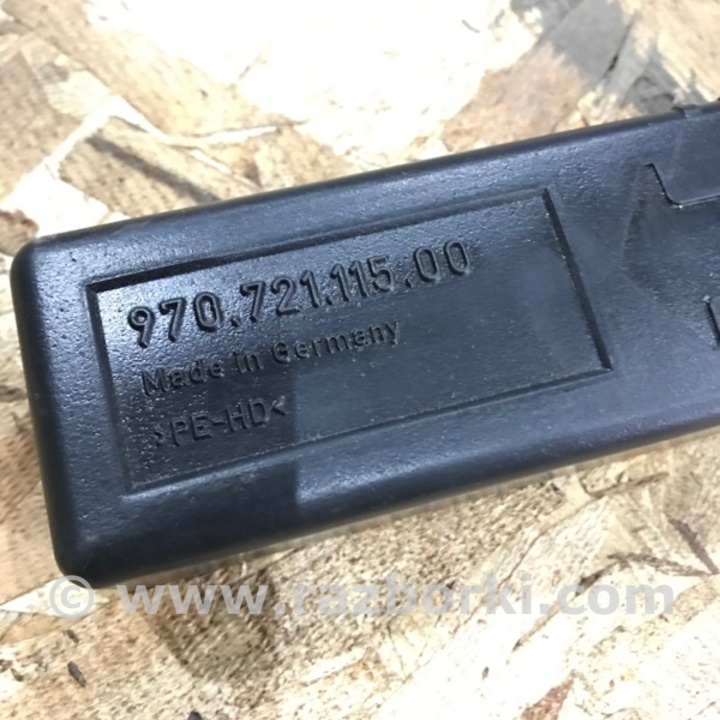 970.721.115.00
Made in Germany
>PE-HD<
© www.razborki.com